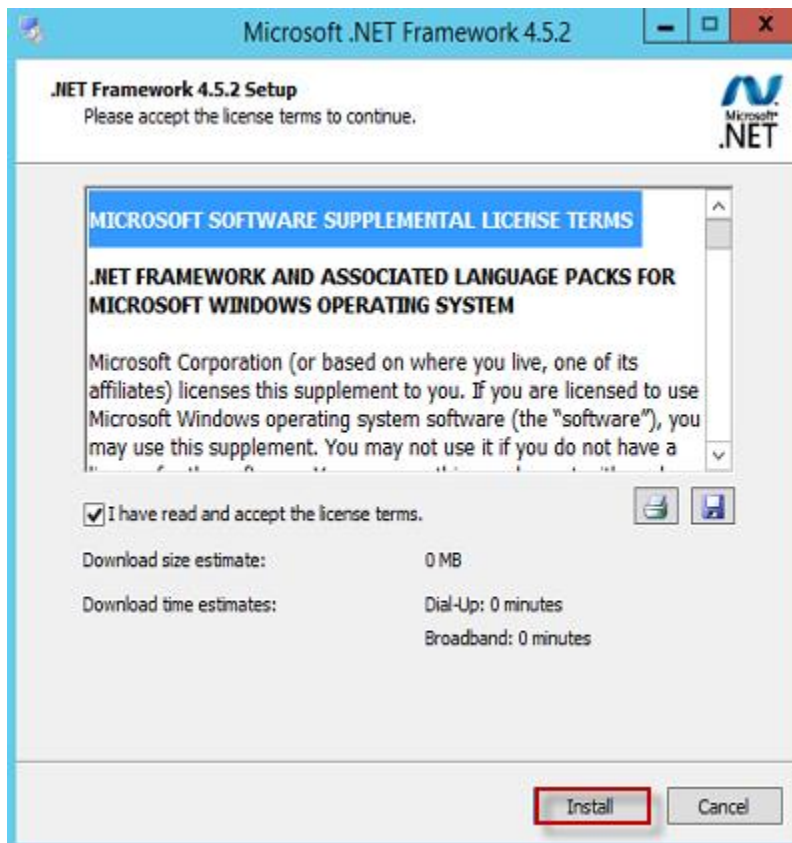 Microsoft .NET Framework 4.5.2
.NET Framework 4.5.2 Setup
Please accept the license terms to continue.
Microsoft
.NET
MICROSOFT SOFTWARE SUPPLEMENTAL LICENSE TERMS
.NET FRAMEWORK AND ASSOCIATED LANGUAGE PACKS FOR
MICROSOFT WINDOWS OPERATING SYSTEM
Microsoft Corporation (or based on where you live, one of its
affiliates) licenses this supplement to you. If you are licensed to use
Microsoft Windows operating system software (the “software”), you
may use this supplement. You may not use it if you do not have a
I have read and accept the license terms.
Download size estimate: 0 MB
Download time estimates: Dial-Up: 0 minutes
Broadband: 0 minutes
Install Cancel